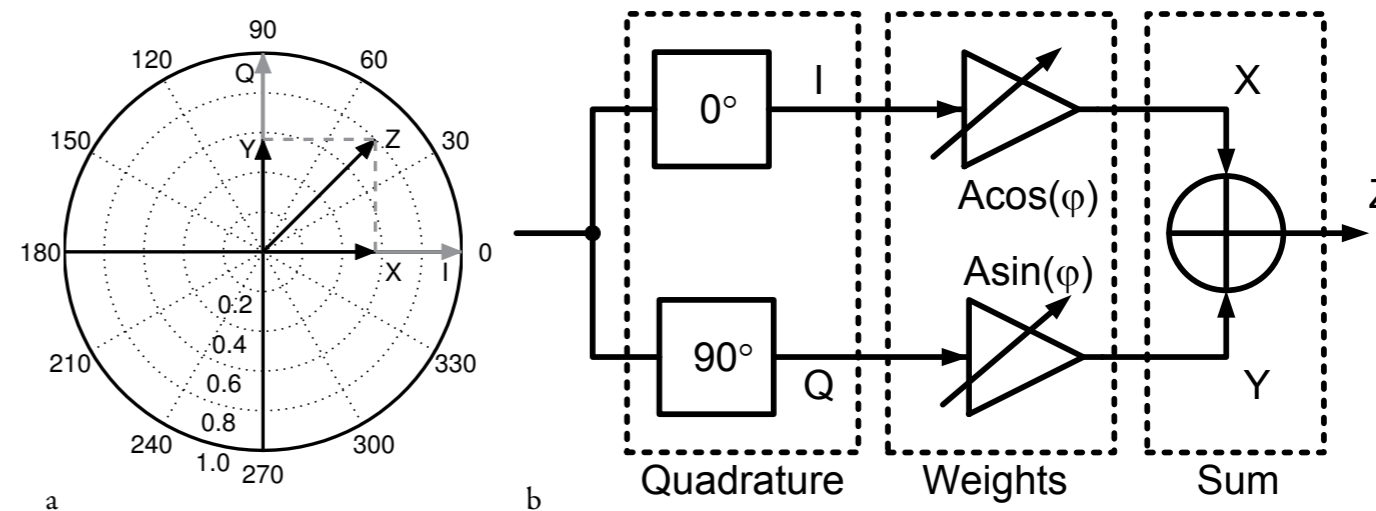 90
120
60
Q
150
Y
Z
30
180
X
I
0
0.2
0.4
0.6
0.8
1.0
210
330
240
300
270
a
0°
I
Acos(φ)
X
90°
Q
Asin(φ)
Y
Z
Quadrature
Weights
Sum
b